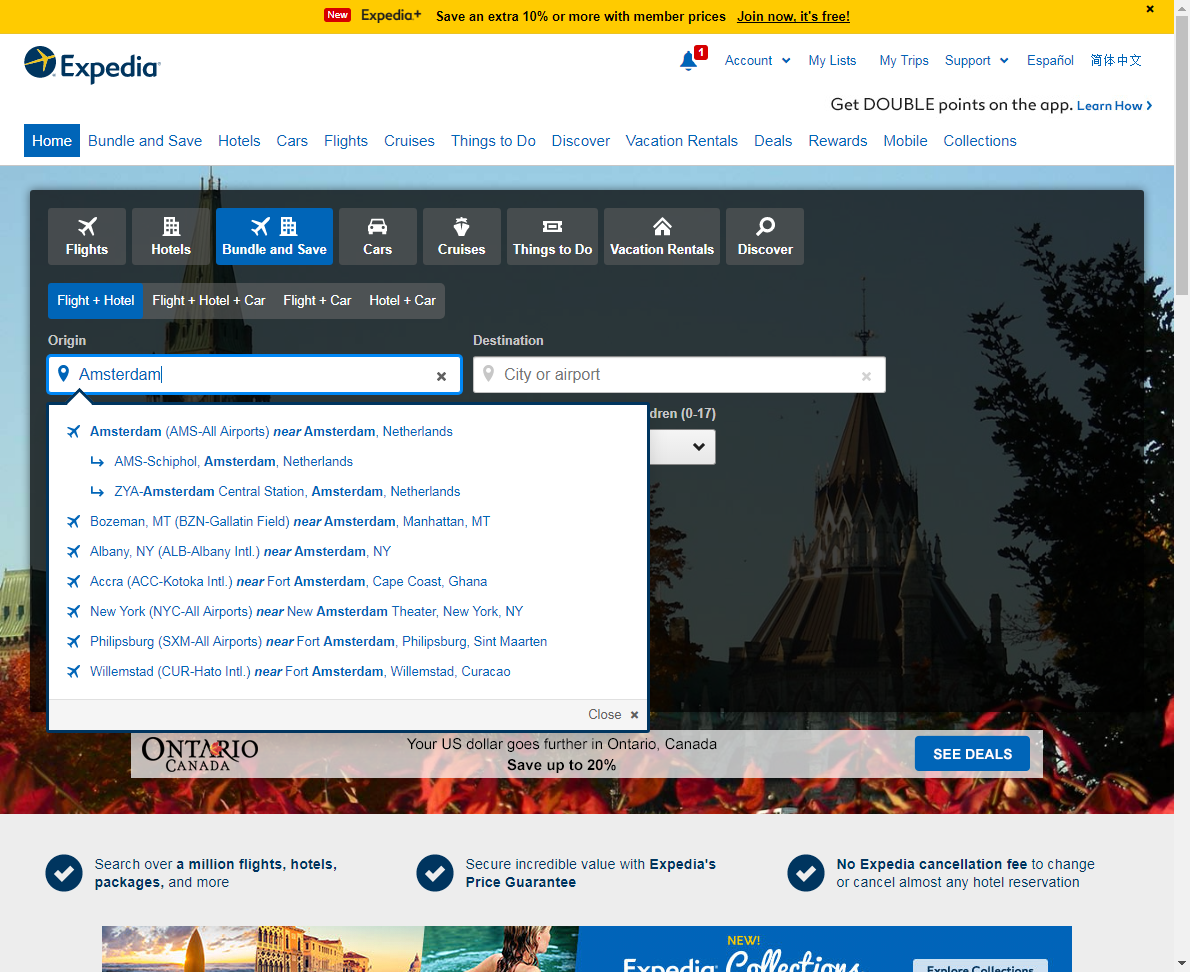 New Expedia+ Save an extra 10% or more with member prices Join now, it's free!
Expedia
1 Account My Lists My Trips Support Español 简体中文
Get DOUBLE points on the app. Learn How
Home Bundle and Save Hotels Cars Flights Cruises Things to Do Discover Vacation Rentals Deals Rewards Mobile Collections
Flights Hotels Bundle and Save Cars Cruises Things to Do Vacation Rentals Discover
Flight + Hotel Flight + Hotel + Car Flight + Car Hotel + Car
Origin Destination
Amsterdam City or airport
dren (0-17)
Amsterdam (AMS-All Airports) near Amsterdam, Netherlands
AMS-Schiphol, Amsterdam, Netherlands
ZYA-Amsterdam Central Station, Amsterdam, Netherlands
Bozeman, MT (BZN-Gallatin Field) near Amsterdam, Manhattan, MT
Albany, NY (ALB-Albany Intl.) near Amsterdam, NY
Accra (ACC-Kotoka Intl.) near Fort Amsterdam, Cape Coast, Ghana
New York (NYC-All Airports) near New Amsterdam Theater, New York, NY
Philipsburg (SXM-All Airports) near Fort Amsterdam, Philipsburg, Sint Maarten
Willemstad (CUR-Hato Intl.) near Fort Amsterdam, Willemstad, Curacao
Close
ONTARIO
CANADA
Your US dollar goes further in Ontario, Canada
Save up to 20%
SEE DEALS
Search over a million flights, hotels,
packages, and more
Secure incredible value with Expedia's
Price Guarantee
No Expedia cancellation fee to change
or cancel almost any hotel reservation
NEW!
Expedia Collections
Explore Collections